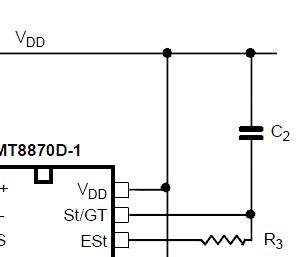 VDD
MT8870D-1
C2
+
VDD
-
St/GT
S
ESt
R3